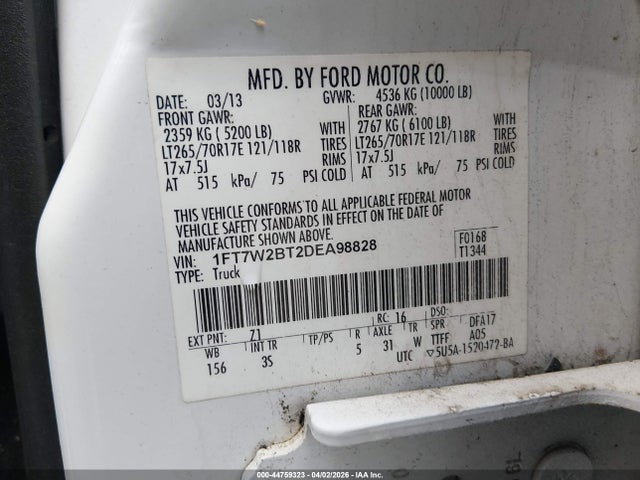 MFD. BY FORD MOTOR CO.
DATE: 03/13 GVWR: 4536 KG (10000 LB)
FRONT GAWR: REAR GAWR:
2359 KG ( 5200 LB) WITH 2767 KG ( 6100 LB) WITH
LT265/70R17E 121/118R TIRES LT265/70R17E 121/118R TIRES
17x7.5J RIMS 17x7.5J RIMS
AT 515 kPa/ 75 PSI COLD AT 515 kPa/ 75 PSI COLD
THIS VEHICLE CONFORMS TO ALL APPLICABLE FEDERAL MOTOR
VEHICLE SAFETY STANDARDS IN EFFECT ON THE DATE OF
MANUFACTURE SHOWN ABOVE.
VIN: 1FT7W2BT2DEA98828 F0168
TYPE: Truck T1344
EXT PNT: Z1 RC: 16 DSO:
WB INT TR TP/PS R AXLE TR SPR DFA17
156 3S 5 31 W TTFF A05
UTC ▽5U5A-1520472-BA
00-44759323 | 04/02/2026 - IAA Inc.